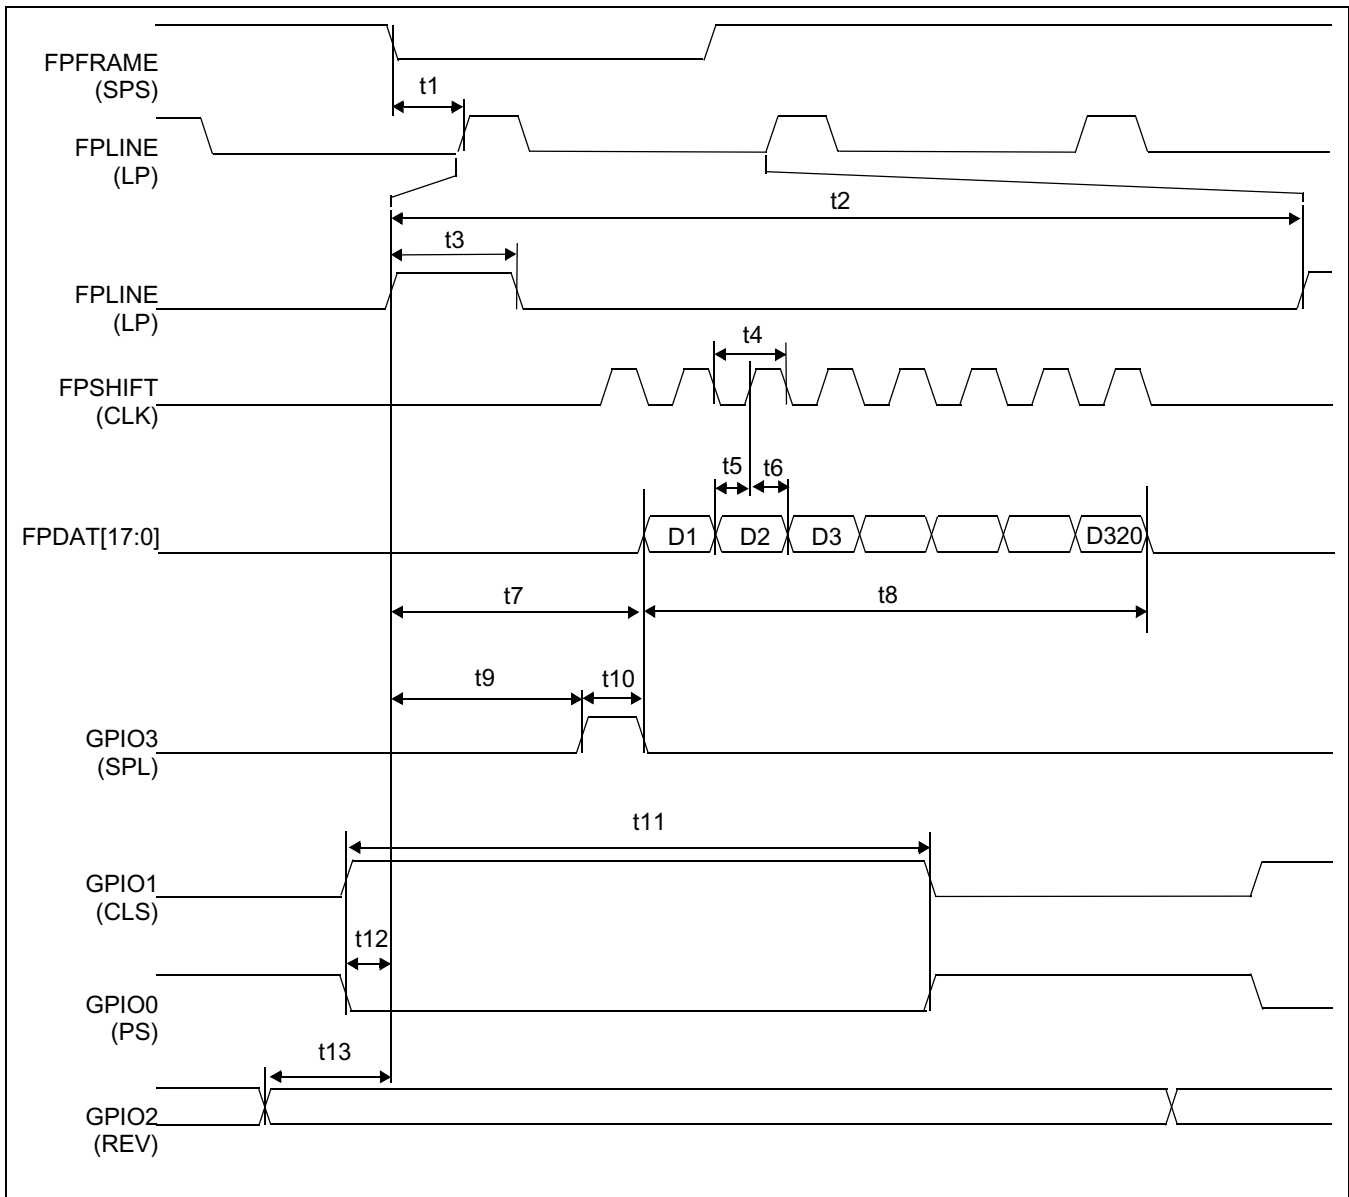 FPFRAME
(SPS)
t1
FPLINE
(LP)
t2
t3
FPLINE
(LP)
t4
FPSHIFT
(CLK)
t5
t6
FPDAT[17:0]
D1
D2
D3
D320
t7
t8
t9
t10
GPIO3
(SPL)
t11
GPIO1
(CLS)
t12
GPIO0
(PS)
t13
GPIO2
(REV)